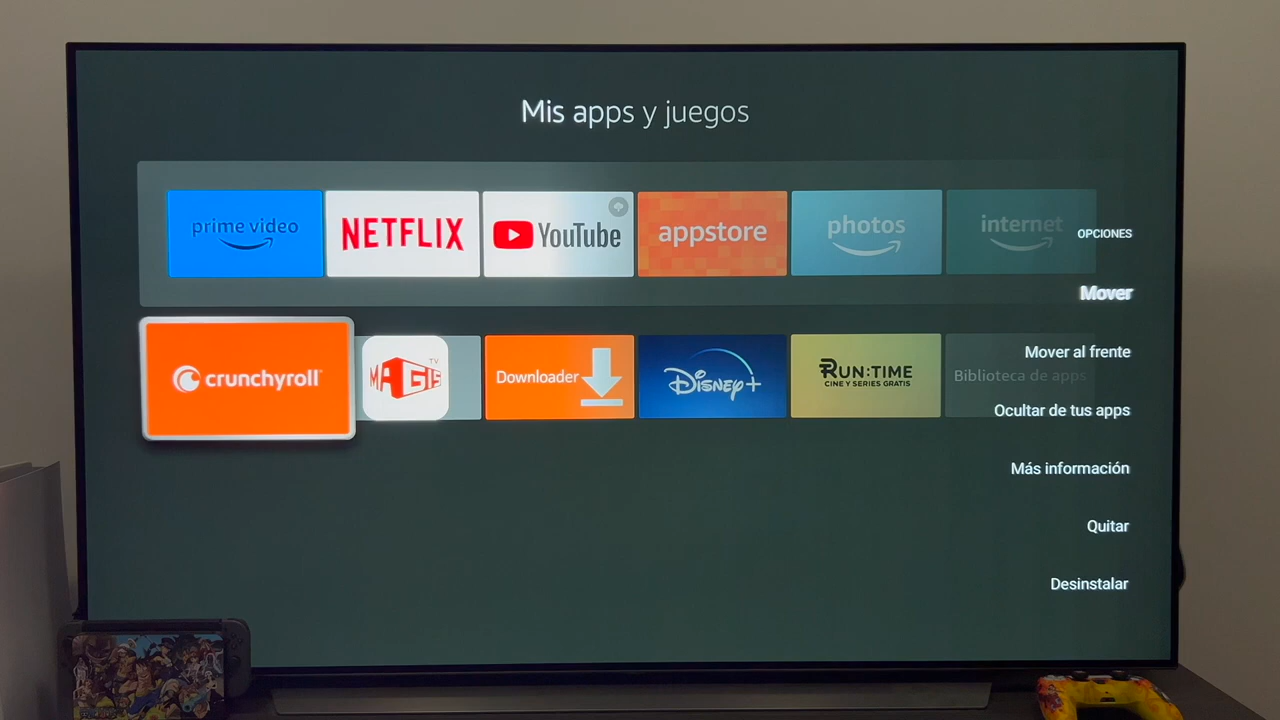 Mis apps y juegos
prime video
NETFLIX
YouTube
appstore
photos
internet
OPCIONES
Mover
crunchyroll
MAGIS
TV
Downloader
Disney+
RUN:TIME
CINE Y SERIES GRATIS
Biblioteca de apps
Mover al frente
Ocultar de tus apps
Más información
Quitar
Desinstalar